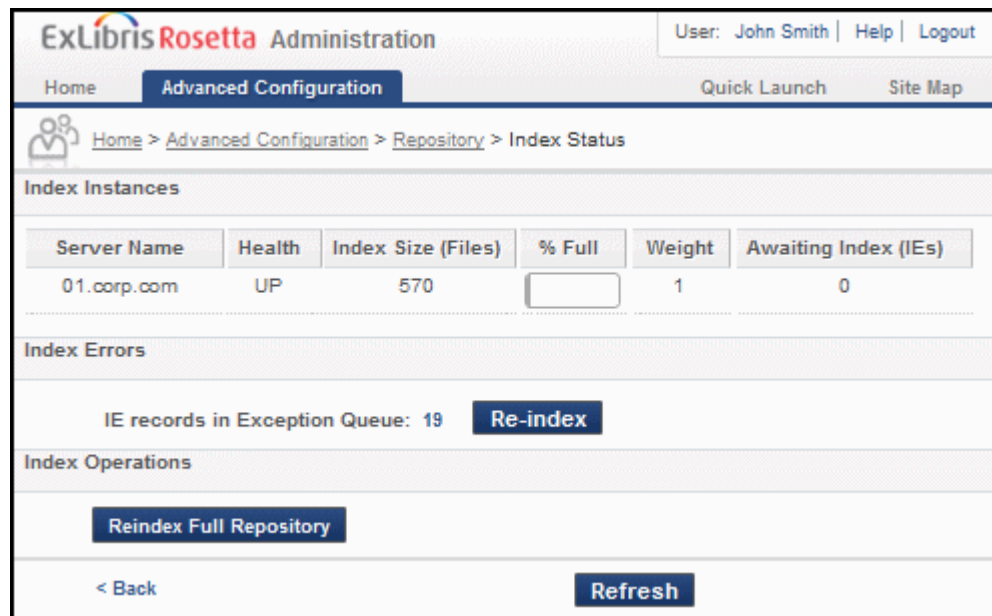 ExLibris Rosetta Administration
User: John Smith | Help | Logout
Home Advanced Configuration Quick Launch Site Map
Home > Advanced Configuration > Repository > Index Status
Index Instances
Server Name Health Index Size (Files) % Full Weight Awaiting Index (IEs)
01.corp.com UP 570 1 0
Index Errors
IE records in Exception Queue: 19 Re-index
Index Operations
Reindex Full Repository
< Back Refresh